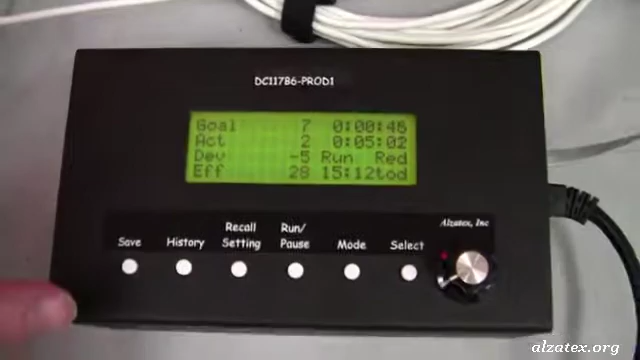 DC117B6-PROD1
Goal 7 0:00:46
Act 2 0:05:02
Dev -5 Run Red
Eff 28 15:12tod
Alzatex, Inc
Save History Recall Setting Run/ Pause Mode Select
alzatex.org